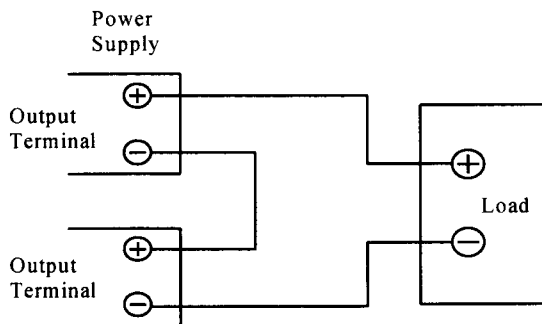 Power
Supply
+
Output
Terminal
−
+
Load
−
+
Output
Terminal
−